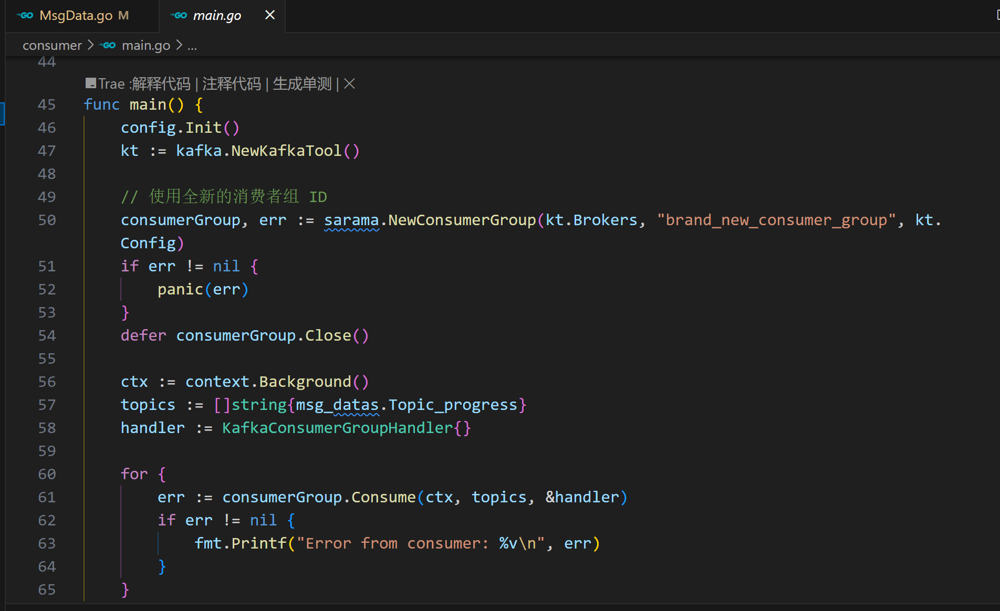 GO MsgData.go M GO main.go
consumer > GO main.go > ...
44
Trae :解释代码 | 注释代码 | 生成单测 |
45 func main() {
46 config.Init()
47 kt := kafka.NewKafkaTool()
48
49 // 使用全新的消费者组 ID
50 consumerGroup, err := sarama.NewConsumerGroup(kt.Brokers, "brand_new_consumer_group", kt.
Config)
51 if err != nil {
52 panic(err)
53 }
54 defer consumerGroup.Close()
55
56 ctx := context.Background()
57 topics := []string{msg_datas.Topic_progress}
58 handler := KafkaConsumerGroupHandler{}
59
60 for {
61 err := consumerGroup.Consume(ctx, topics, &handler)
62 if err != nil {
63 fmt.Printf("Error from consumer: %v\n", err)
64 }
65 }